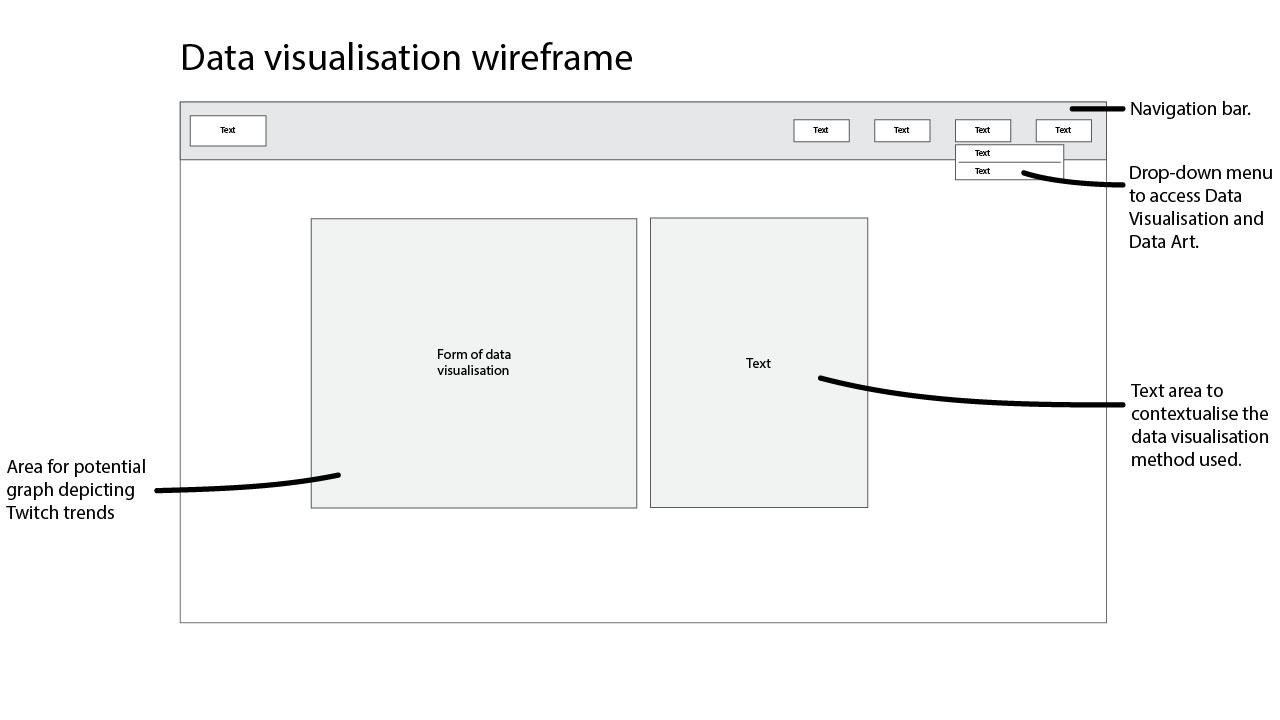 Data visualisation wireframe
Text
Text
Text
Text
Text
Text
Text
Navigation bar.
Drop-down menu
to access Data
Visualisation and
Data Art.
Form of data
visualisation
Text
Text area to
contextualise the
data visualisation
method used.
Area for potential
graph depicting
Twitch trends